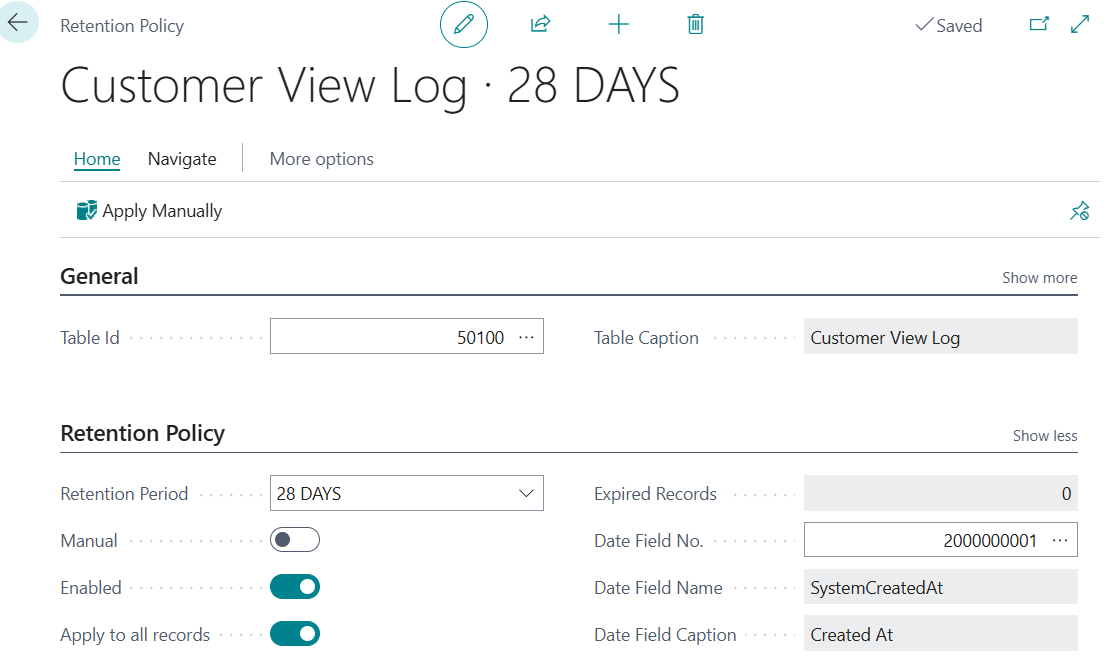 Retention Policy
Saved
Customer View Log · 28 DAYS
Home Navigate More options
Apply Manually
General Show more
Table Id 50100 ··· Table Caption Customer View Log
Retention Policy Show less
Retention Period 28 DAYS Expired Records 0
Manual Date Field No. 2000000001 ···
Enabled Date Field Name SystemCreatedAt
Apply to all records Date Field Caption Created At